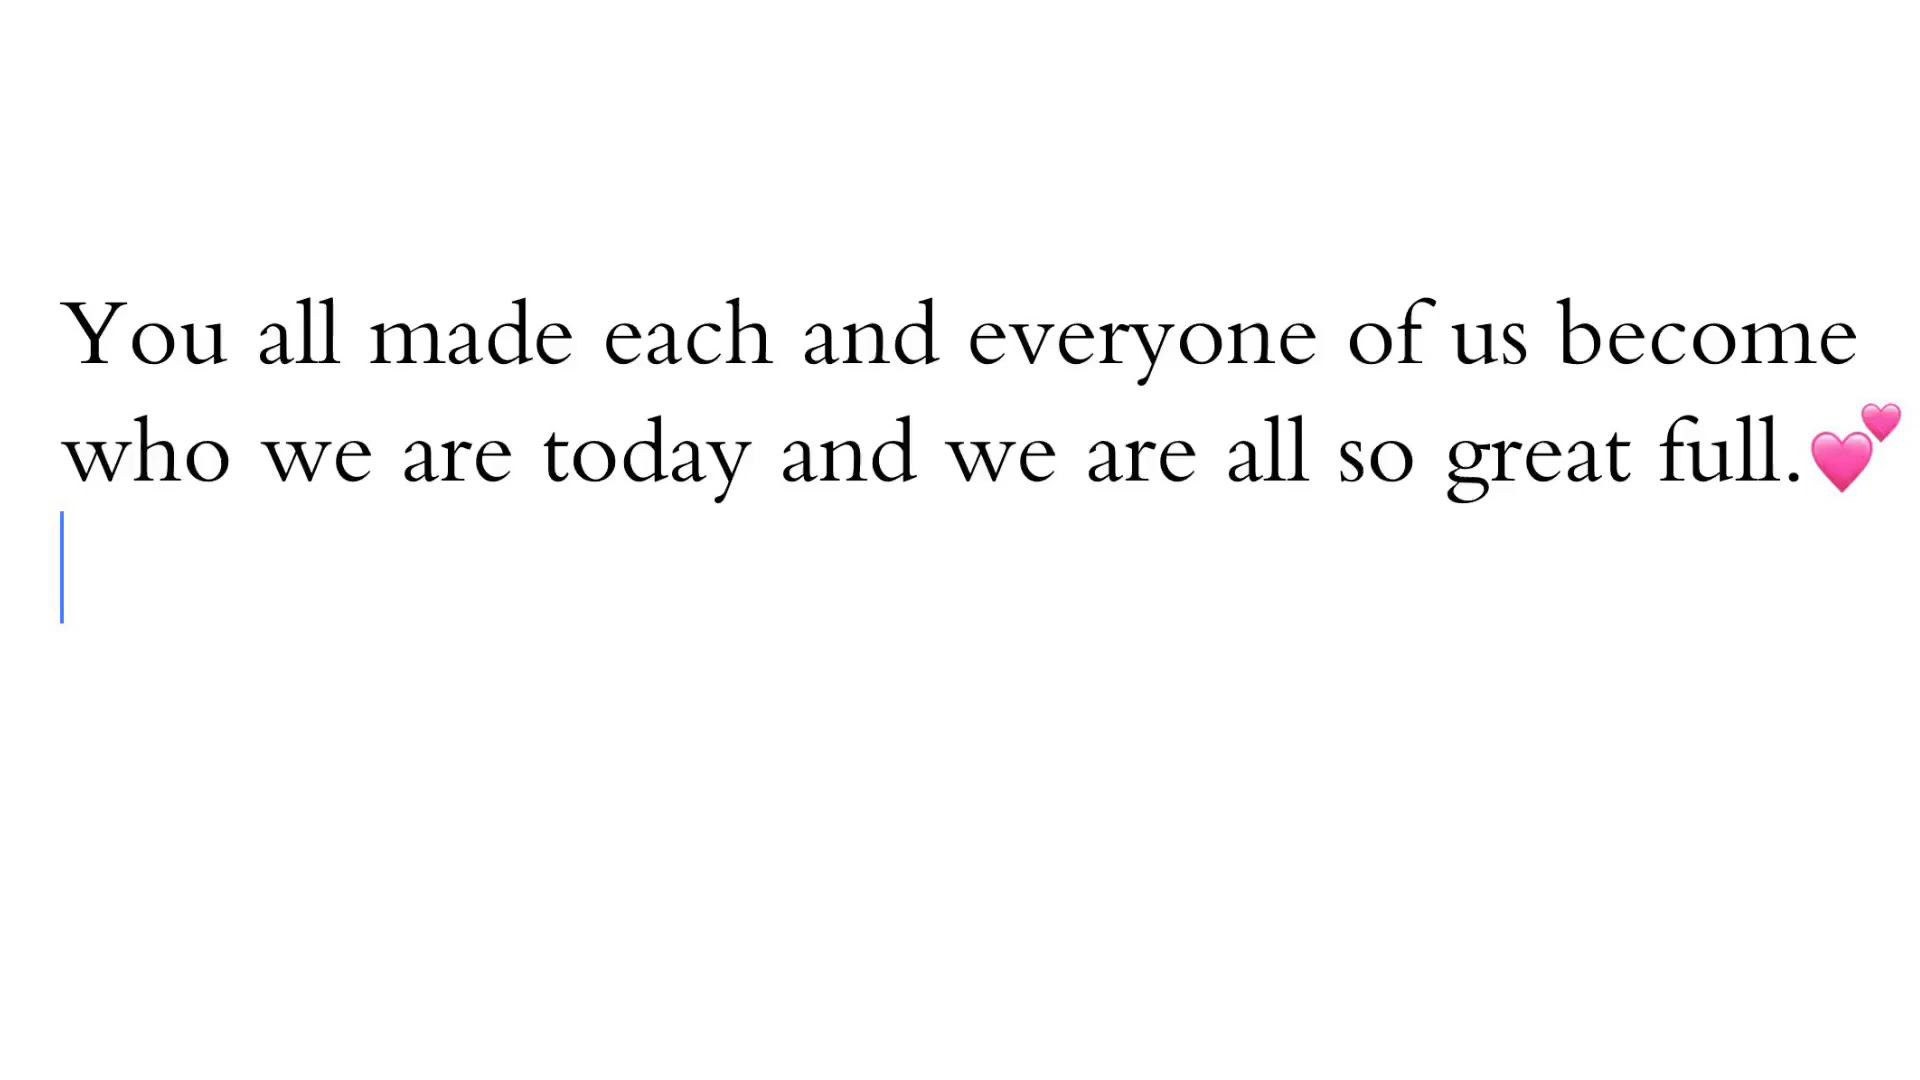 You all made each and everyone of us become
who we are today and we are all so great full.💕